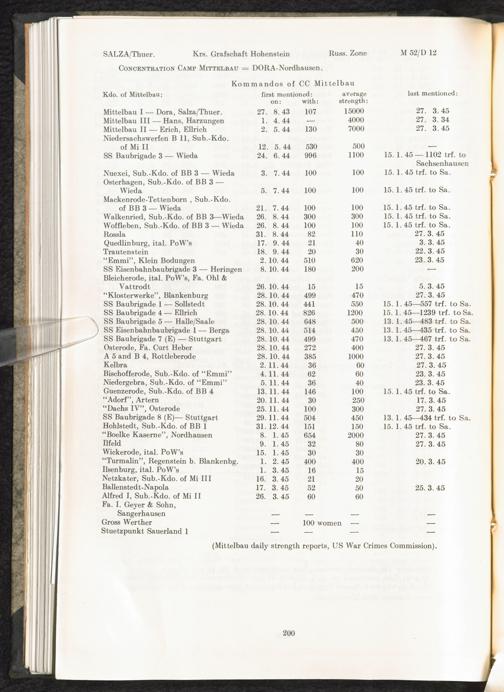 SALZA/Thuer. Krs. Grafschaft Hohenstein Russ. Zone M 52/D 12
CONCENTRATION CAMP MITTELBAU = DORA-Nordhausen.
Kommandos of CC Mittelbau
Kdo. of Mittelbau: first mentioned: average last mentioned:
on: with: strength:
Mittelbau I — Dora, Salza/Thur. 27. 8. 43 107 15000 27. 3. 45
Mittelbau III — Hans, Harzungen 1. 4. 44 — 4000 27. 3. 34
Mittelbau II — Erich, Ellrich 2. 5. 44 130 7000 27. 3. 45
Niedersachswerfen B 11, Sub.-Kdo.
of Mi II 12. 5. 44 530 500 —
SS Baubrigade 3 — Wieda 24. 6. 44 996 1100 15. 1. 45 — 1102 trf. to
Sachsenhausen
Nuexei, Sub.-Kdo. of BB 3 — Wieda 3. 7. 44 100 100 15. 1. 45 trf. to Sa.
Osterhagen, Sub.-Kdo. of BB 3 —
Wieda 5. 7. 44 100 100 15. 1. 45 trf. to Sa.
Mackenrode-Tettenborn, Sub.-Kdo.
of BB 3 — Wieda 21. 7. 44 100 100 15. 1. 45 trf. to Sa.
Walkenried, Sub.-Kdo. of BB 3—Wieda 26. 8. 44 300 300 15. 1. 45 trf. to Sa.
Woffleben, Sub.-Kdo. of BB 3 — Wieda 26. 8. 44 100 100 15. 1. 45 trf. to Sa.
Rossla 31. 8. 44 82 110 27. 3. 45
Quedlinburg, ital. PoW's 17. 9. 44 21 40 3. 3. 45
Trautenstein 18. 9. 44 20 30 22. 3. 45
"Emmi", Klein Bodungen 2. 10. 44 510 620 23. 3. 45
SS Eisenbahnbaubrigade 3 — Heringen 8. 10. 44 180 200 —
Bleicherode, ital. PoW's, Fa. Ohl &
Vattrodt 26. 10. 44 15 15 5. 3. 45
"Klosterwerke", Blankenburg 28. 10. 44 499 470 27. 3. 45
SS Baubrigade 1 — Sollstedt 28. 10. 44 441 550 15. 1. 45—557 trf. to Sa.
SS Baubrigade 4 — Ellrich 28. 10. 44 826 1200 15. 1. 45—1239 trf. to Sa.
SS Baubrigade 5 — Halle/Saale 28. 10. 44 648 500 13. 1. 45—483 trf. to Sa.
SS Eisenbahnbaubrigade 1 — Berga 28. 10. 44 514 450 13. 1. 45—435 trf. to Sa.
SS Baubrigade 7 (E) — Stuttgart 28. 10. 44 499 470 13. 1. 45—467 trf. to Sa.
Osterode, Fa. Curt Heber 28. 10. 44 272 400 27. 3. 45
A 5 and B 4, Rottleberode 28. 10. 44 385 1000 27. 3. 45
Kelbra 2. 11. 44 36 60 27. 3. 45
Bischofferode, Sub.-Kdo. of "Emmi" 4. 11. 44 62 60 23. 3. 45
Niedergebra, Sub.-Kdo. of "Emmi" 5. 11. 44 36 40 23. 3. 45
Guenzerode, Sub.-Kdo. of BB 4 13. 11. 44 146 100 15. 1. 45 trf. to Sa.
"Adorf", Artern 20. 11. 44 30 250 17. 3. 45
"Dachs IV", Osterode 25. 11. 44 100 300 27. 3. 45
SS Baubrigade 8 (E)— Stuttgart 29. 11. 44 504 450 13. 1. 45—434 trf. to Sa.
Hohlstedt, Sub.-Kdo. of BB 1 31. 12. 44 151 150 15. 1. 45 trf. to Sa.
"Boelke Kaserne", Nordhausen 8. 1. 45 654 2000 27. 3. 45
Ilfeld 9. 1. 45 32 80 27. 3. 45
Wickerode, ital. PoW's 15. 1. 45 30 30
"Turmalin", Regenstein b. Blankenbg. 1. 2. 45 400 400 20. 3. 45
Ilsenburg, ital. PoW's 1. 3. 45 16 15
Netzkater, Sub.-Kdo. of Mi III 16. 3. 45 21 20
Ballenstedt-Napola 17. 3. 45 52 50 25. 3. 45
Alfred I, Sub.-Kdo. of Mi II 26. 3. 45 60 60
Fa. I. Geyer & Sohn,
Sangerhausen — — — —
Gross Werther — 100 women — —
Stuetzpunkt Sauerland 1 — — — —
(Mittelbau daily strength reports, US War Crimes Commission).
200